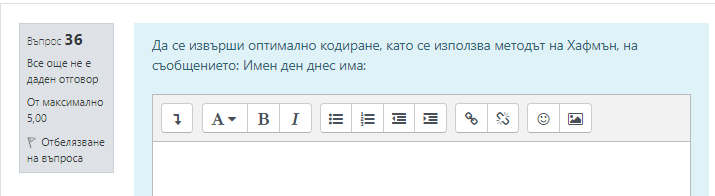 Въпрос 36
Все още не е
даден отговор
От максимално
5,00
Отбелязване
на въпроса
Да се извърши оптимално кодиране, като се използва методът на Хафмън, на
съобщението: Имен ден днес има:
A B I